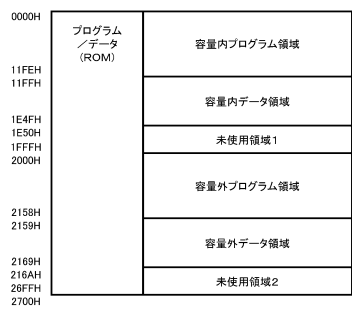 0000H
プログラム
／データ
(ROM)
容量内プログラム領域
11FEH
11FFH
容量内データ領域
1E4FH
1E50H
未使用領域1
1FFFH
2000H
容量外プログラム領域
2158H
2159H
容量外データ領域
2169H
216AH
未使用領域2
26FFH
2700H